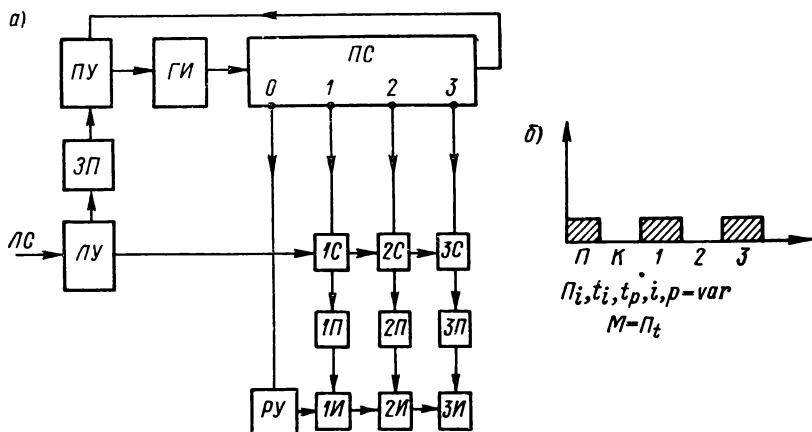 а)
ПС
ПУ
ГИ
0 1 2 3
б)
ЗП
ЛС
ЛУ
1С 2С 3С
П К 1 2 3
Пi, ti, tp, i, p=var
М=Пt
1П 2П 3П
РУ
1И 2И 3И